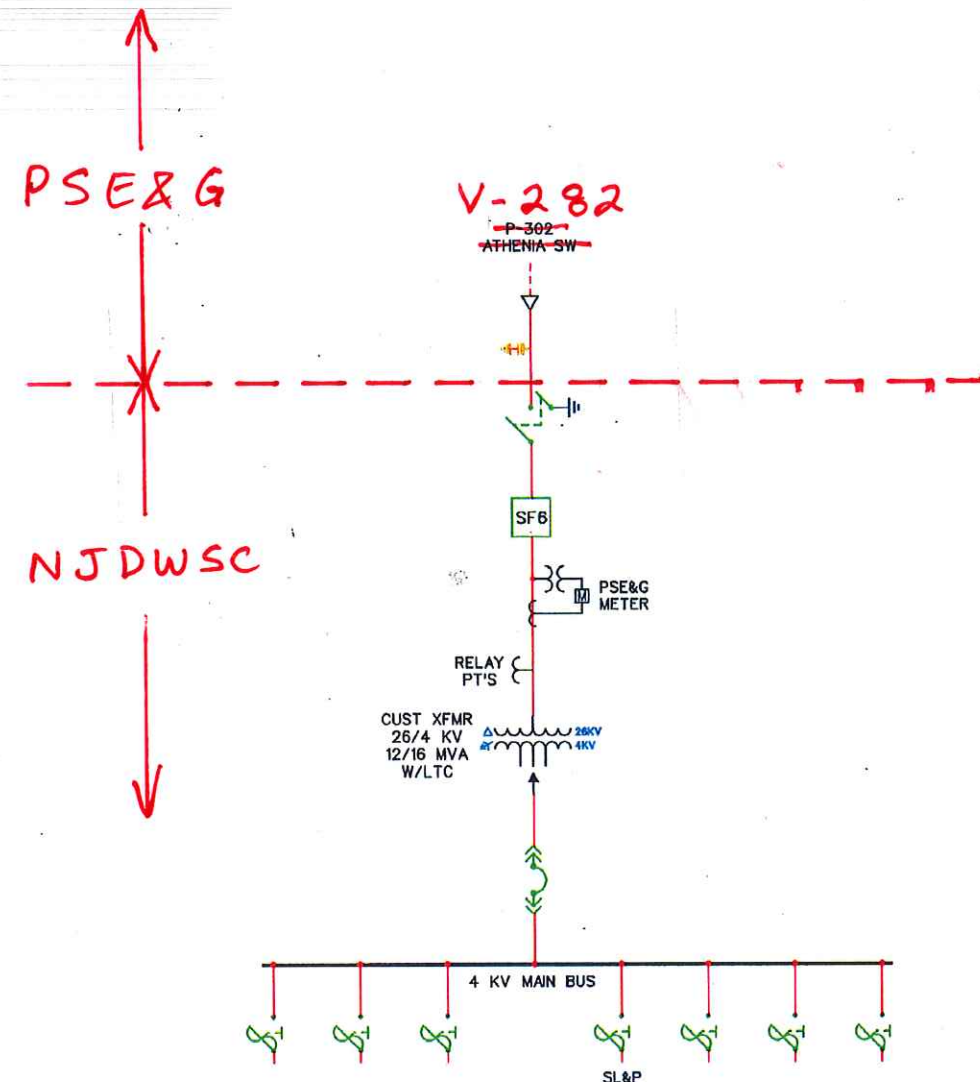 PSE&G
V-282
P-302
ATHENIA SW
SF6
NJDWSC
M
PSE&G
METER
RELAY
PT'S
CUST XFMR
26/4 KV
12/16 MVA
W/LTC
26KV
4KV
4 KV MAIN BUS
SL&P